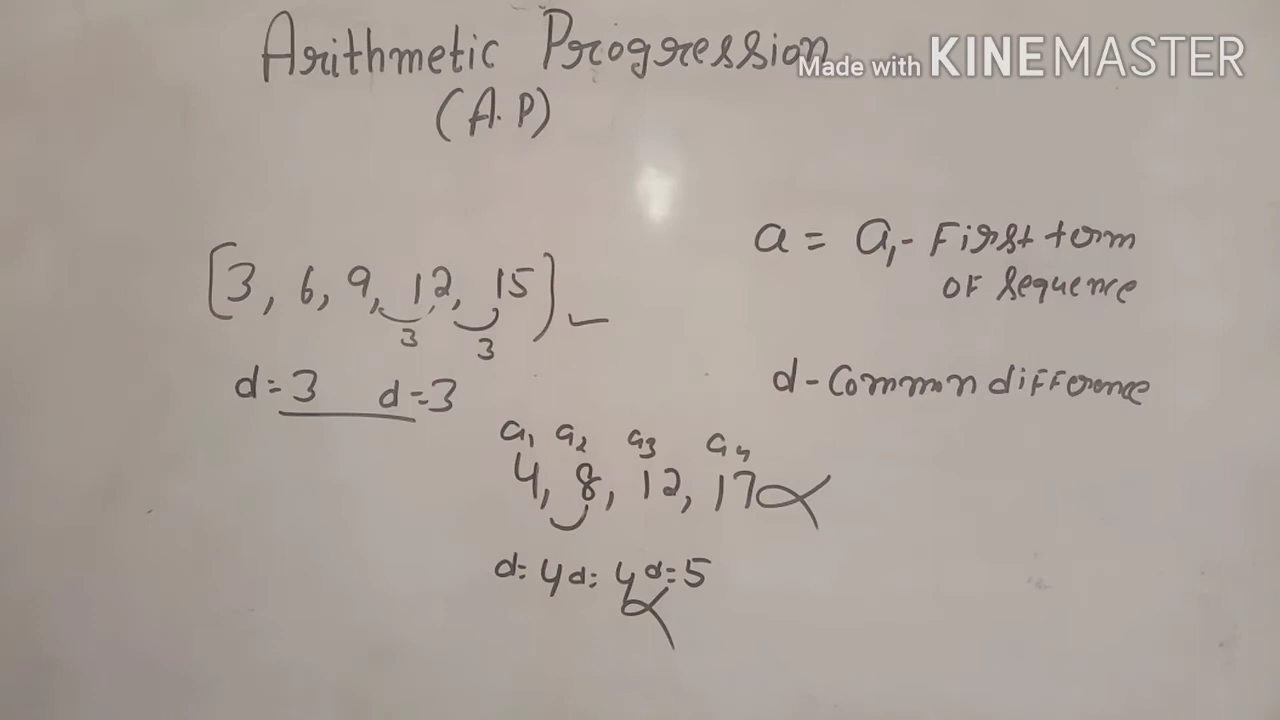 Arithmetic Progression
Made with KINEMASTER
(A.P)
a = a₁ - First term
of sequence
[3, 6, 9, 12, 15)
3 3
d=3 d=3
d - Common difference
a₁ a₂ a₃ a₄
4, 8, 12, 17
d=4 d=4 d=5